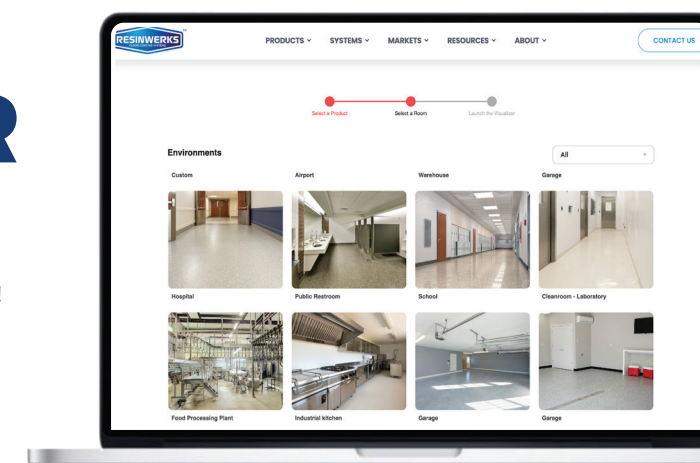 R
!
RESINWERKS
PRODUCTS SYSTEMS MARKETS RESOURCES ABOUT CONTACT US
Select a Product Select a Room Launch the Visualizer
Environments All
Custom Airport Warehouse Garage
Hospital Public Restroom School Cleanroom - Laboratory
Food Processing Plant Industrial kitchen Garage Garage